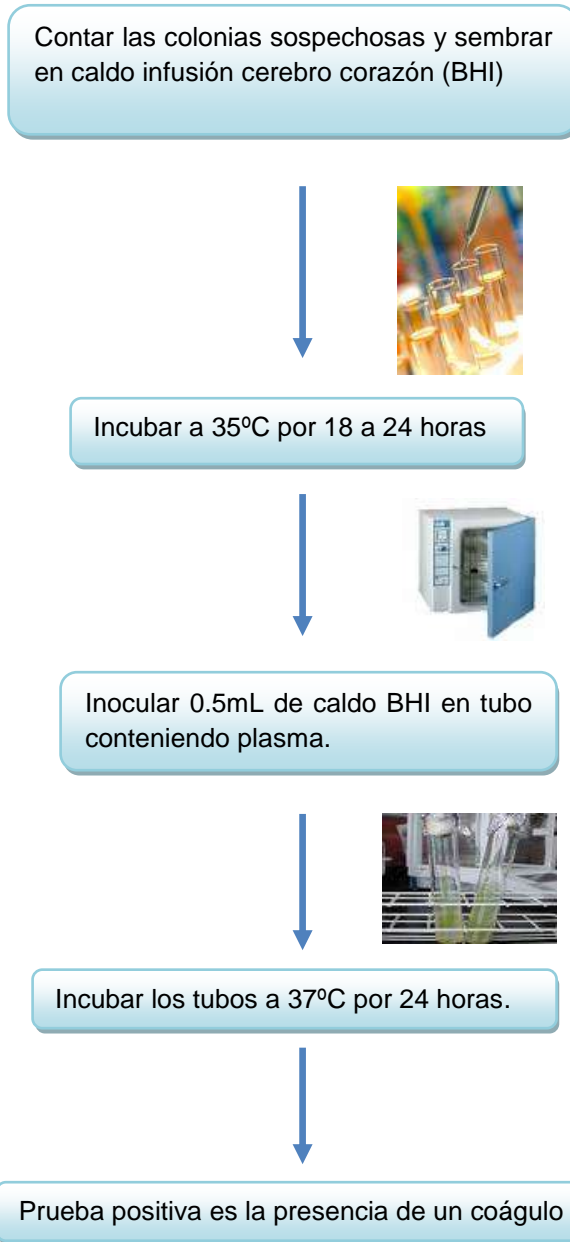 Contar las colonias sospechosas y sembrar
en caldo infusión cerebro corazón (BHI)
Incubar a 35ºC por 18 a 24 horas
Inocular 0.5mL de caldo BHI en tubo
conteniendo plasma.
Incubar los tubos a 37ºC por 24 horas.
Prueba positiva es la presencia de un coágulo